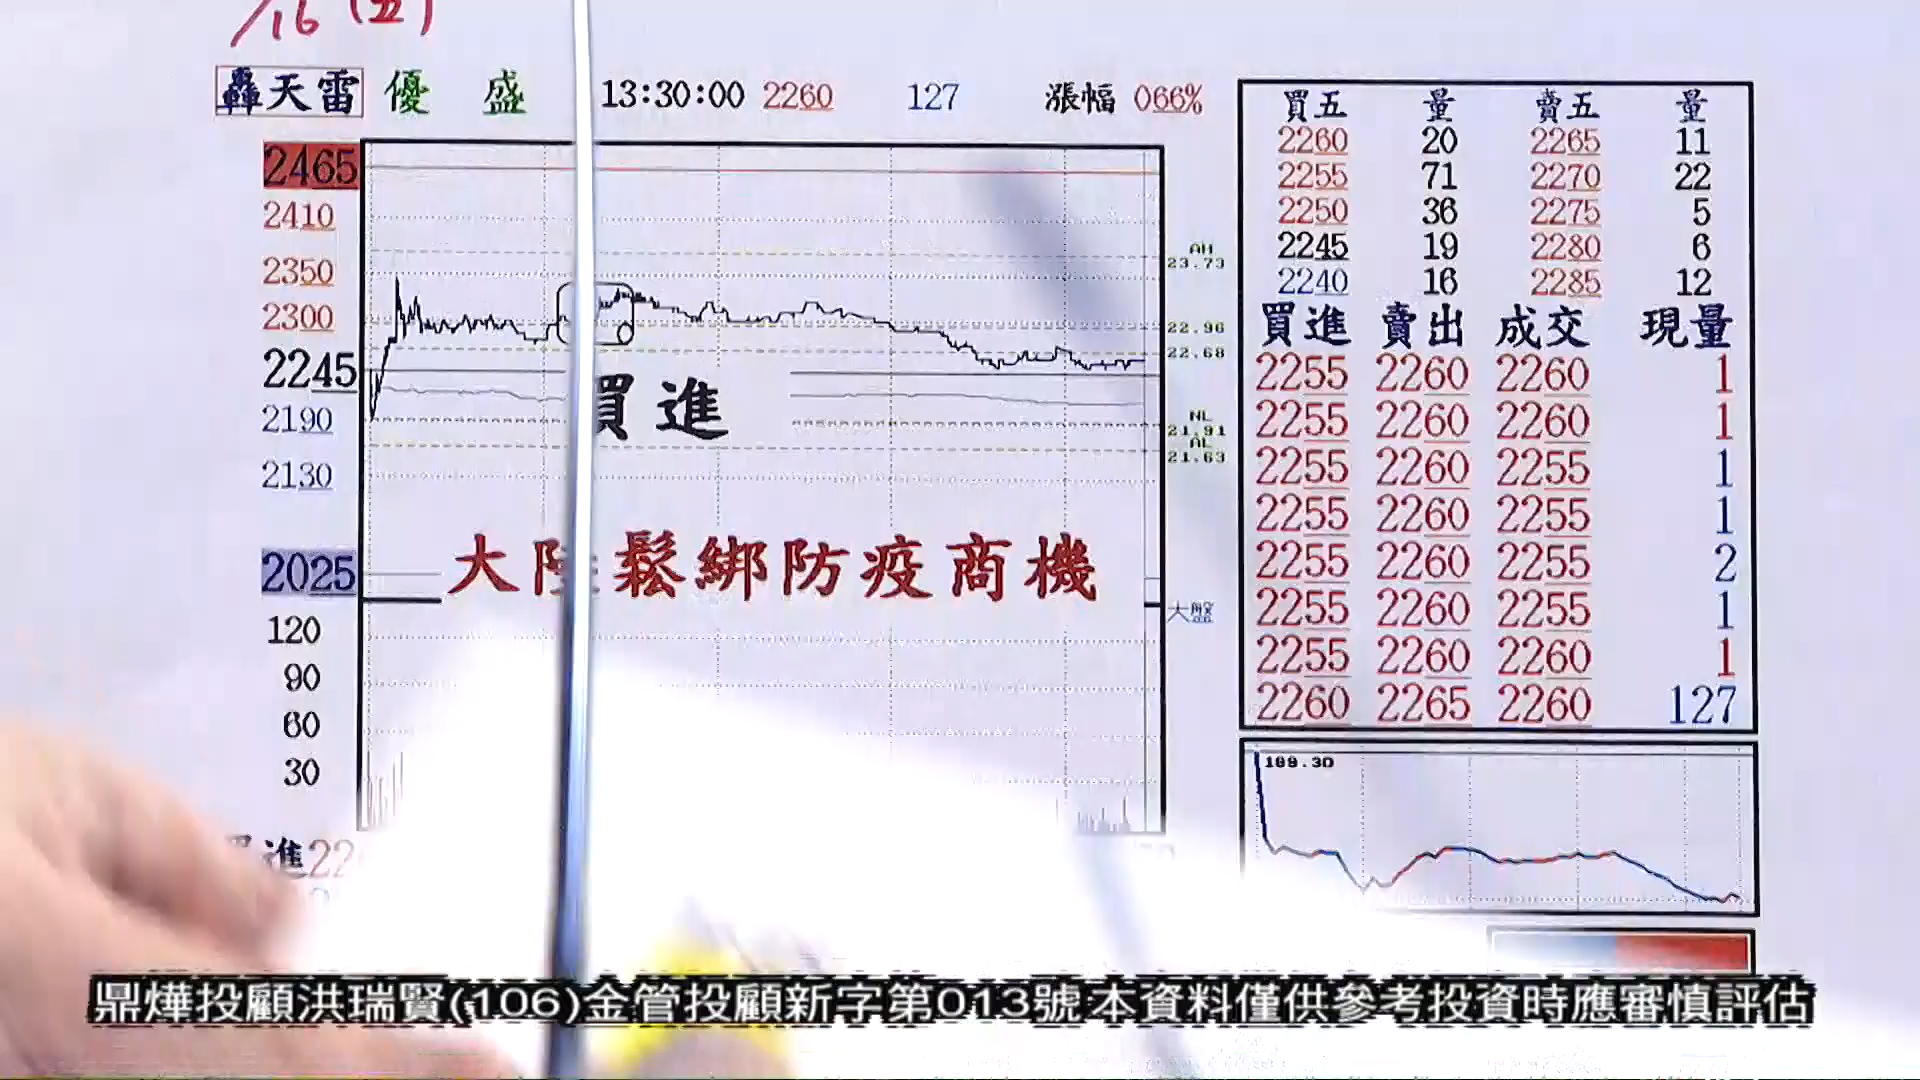 /16 (五)
轟天雷 優 盛 13:30:00 2260 127 漲幅 066%
2465
2410
2350
2300
2245
2190
2130
2025
120
90
60
30
AH
23.73
22.96
22.68
NL
21.91
AL
21.63
大盤
買進
大陸鬆綁防疫商機
買進22
買五 量 賣五 量
2260 20 2265 11
2255 71 2270 22
2250 36 2275 5
2245 19 2280 6
2240 16 2285 12
買進 賣出 成交 現量
2255 2260 2260 1
2255 2260 2260 1
2255 2260 2255 1
2255 2260 2255 1
2255 2260 2255 2
2255 2260 2255 1
2255 2260 2260 1
2260 2265 2260 127
189.30
鼎燁投顧洪瑞賢(106)金管投顧新字第013號 本資料僅供參考投資時應審慎評估